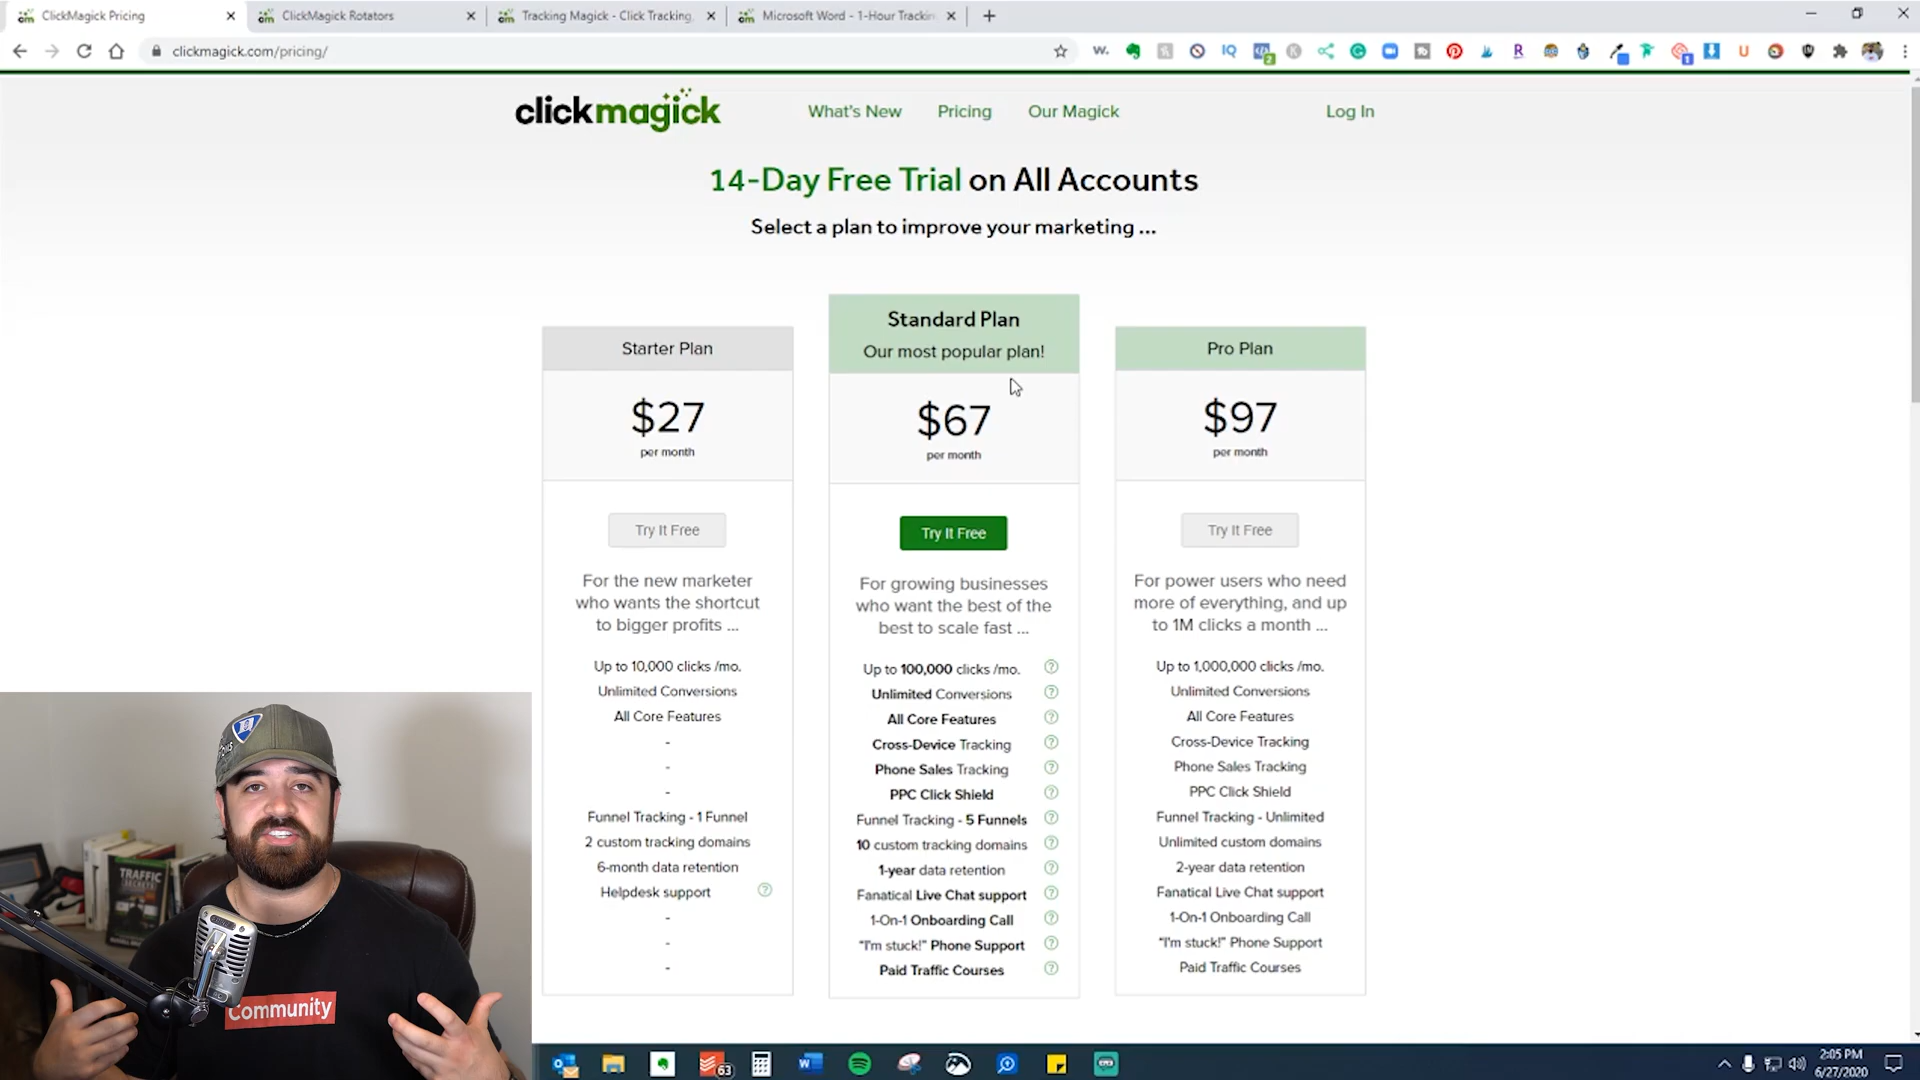 ClickMagick Pricing
ClickMagick Rotators
Tracking Magick - Click Tracking,
Microsoft Word - 1-Hour Trackin
clickmagick.com/pricing/
clickmagick
What's New
Pricing
Our Magick
Log In
14-Day Free Trial on All Accounts
Select a plan to improve your marketing ...
Starter Plan
$27
per month
Try It Free
For the new marketer
who wants the shortcut
to bigger profits ...
Up to 10,000 clicks /mo.
Unlimited Conversions
All Core Features
-
-
-
Funnel Tracking - 1 Funnel
2 custom tracking domains
6-month data retention
Helpdesk support
-
-
-
Standard Plan
Our most popular plan!
$67
per month
Try It Free
For growing businesses
who want the best of the
best to scale fast ...
Up to 100,000 clicks /mo.
Unlimited Conversions
All Core Features
Cross-Device Tracking
Phone Sales Tracking
PPC Click Shield
Funnel Tracking - 5 Funnels
10 custom tracking domains
1-year data retention
Fanatical Live Chat support
1-On-1 Onboarding Call
"I'm stuck!" Phone Support
Paid Traffic Courses
Pro Plan
$97
per month
Try It Free
For power users who need
more of everything, and up
to 1M clicks a month ...
Up to 1,000,000 clicks /mo.
Unlimited Conversions
All Core Features
Cross-Device Tracking
Phone Sales Tracking
PPC Click Shield
Funnel Tracking - Unlimited
Unlimited custom domains
2-year data retention
Fanatical Live Chat support
1-On-1 Onboarding Call
"I'm stuck!" Phone Support
Paid Traffic Courses
TRAFFIC
SECRETS
Community
63
2:05 PM
6/27/2020